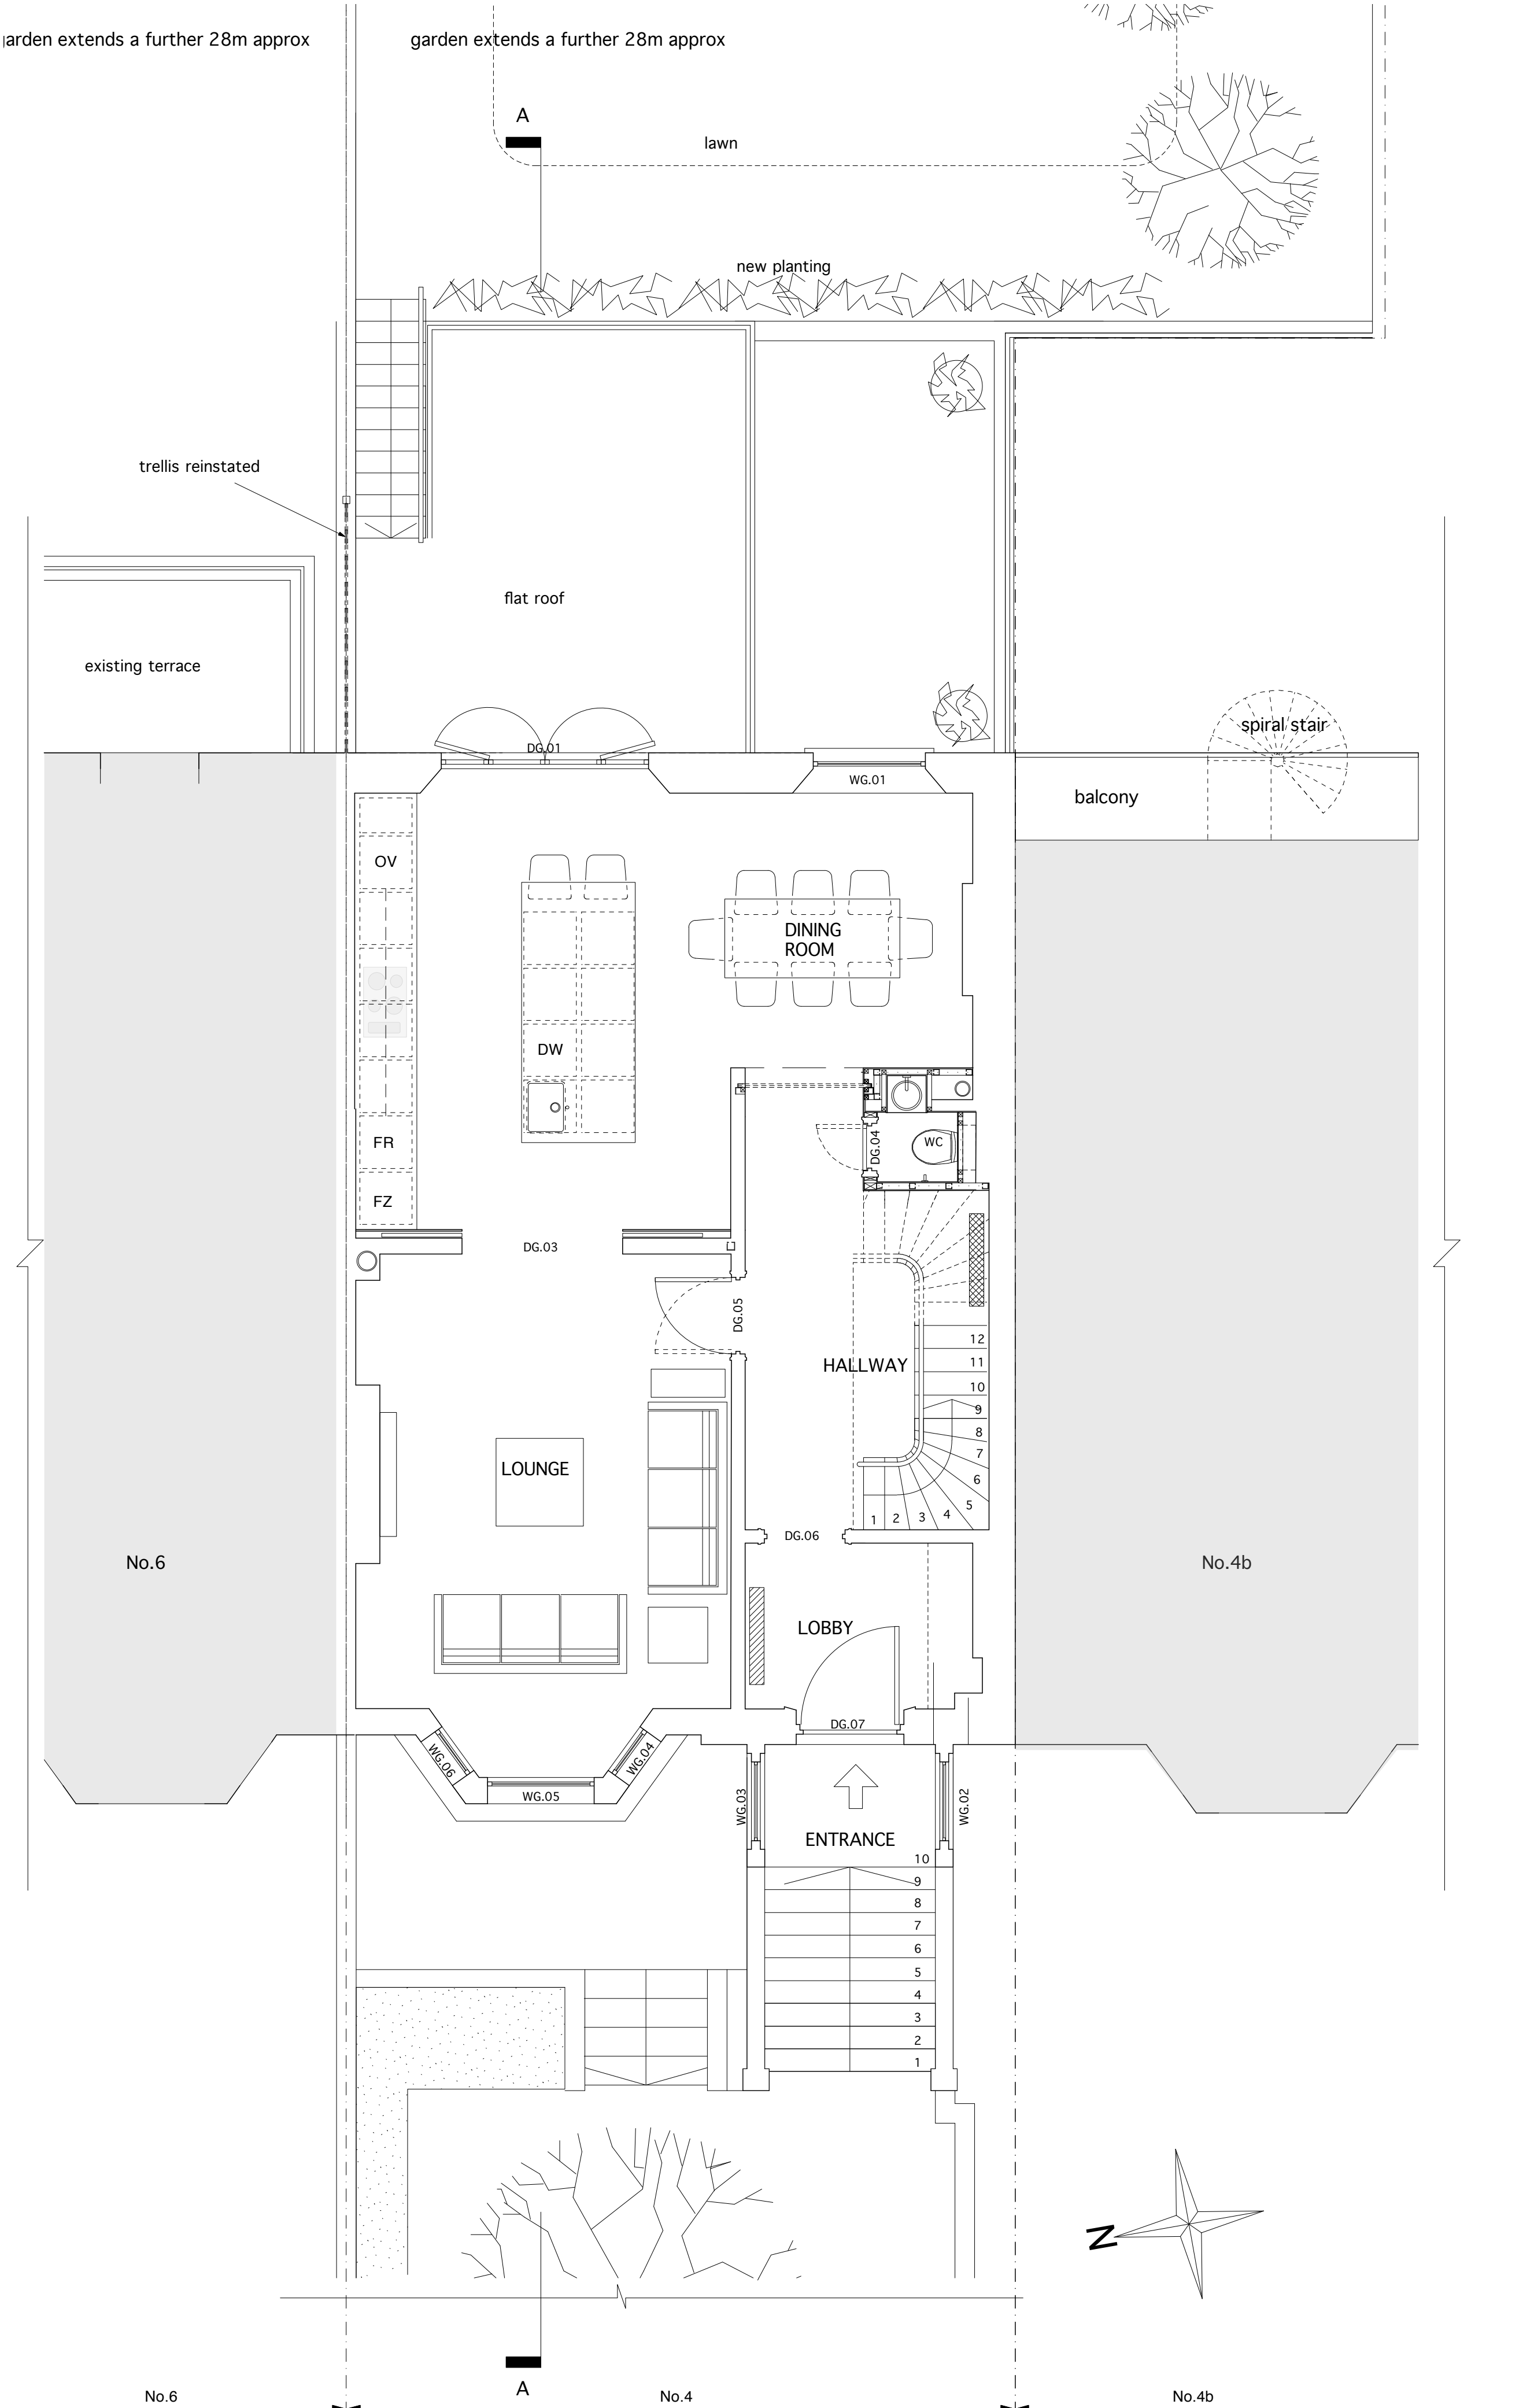 garden extends a further 28m approx
garden extends a further 28m approx
A
lawn
new planting
trellis reinstated
flat roof
existing terrace
spiral stair
DG.01
WG.01
balcony
OV
DINING
ROOM
DW
FR
WC
DG.04
FZ
DG.03
DG.05
HALLWAY
12
11
10
9
8
7
6
5
4
3
2
1
LOUNGE
DG.06
No.6
No.4b
LOBBY
DG.07
WG.06
WG.04
WG.05
WG.03
WG.02
ENTRANCE
10
9
8
7
6
5
4
3
2
1
N
A
No.6
No.4
No.4b